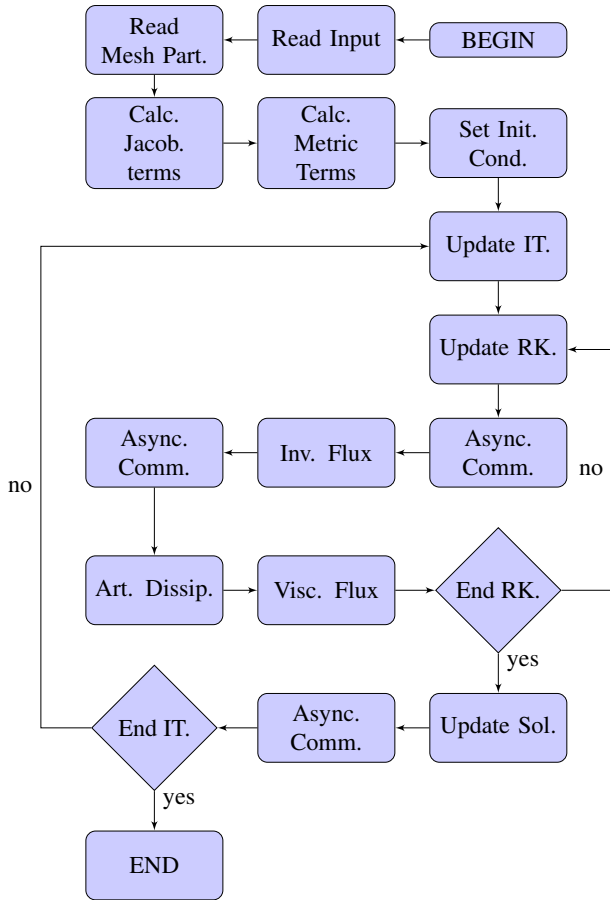 Read
Mesh Part.
Read Input
BEGIN
Calc.
Jacob.
terms
Calc.
Metric
Terms
Set Init.
Cond.
Update IT.
Update RK.
Async.
Comm.
Inv. Flux
Async.
Comm.
no
no
Art. Dissip.
Visc. Flux
End RK.
yes
End IT.
Async.
Comm.
Update Sol.
yes
END